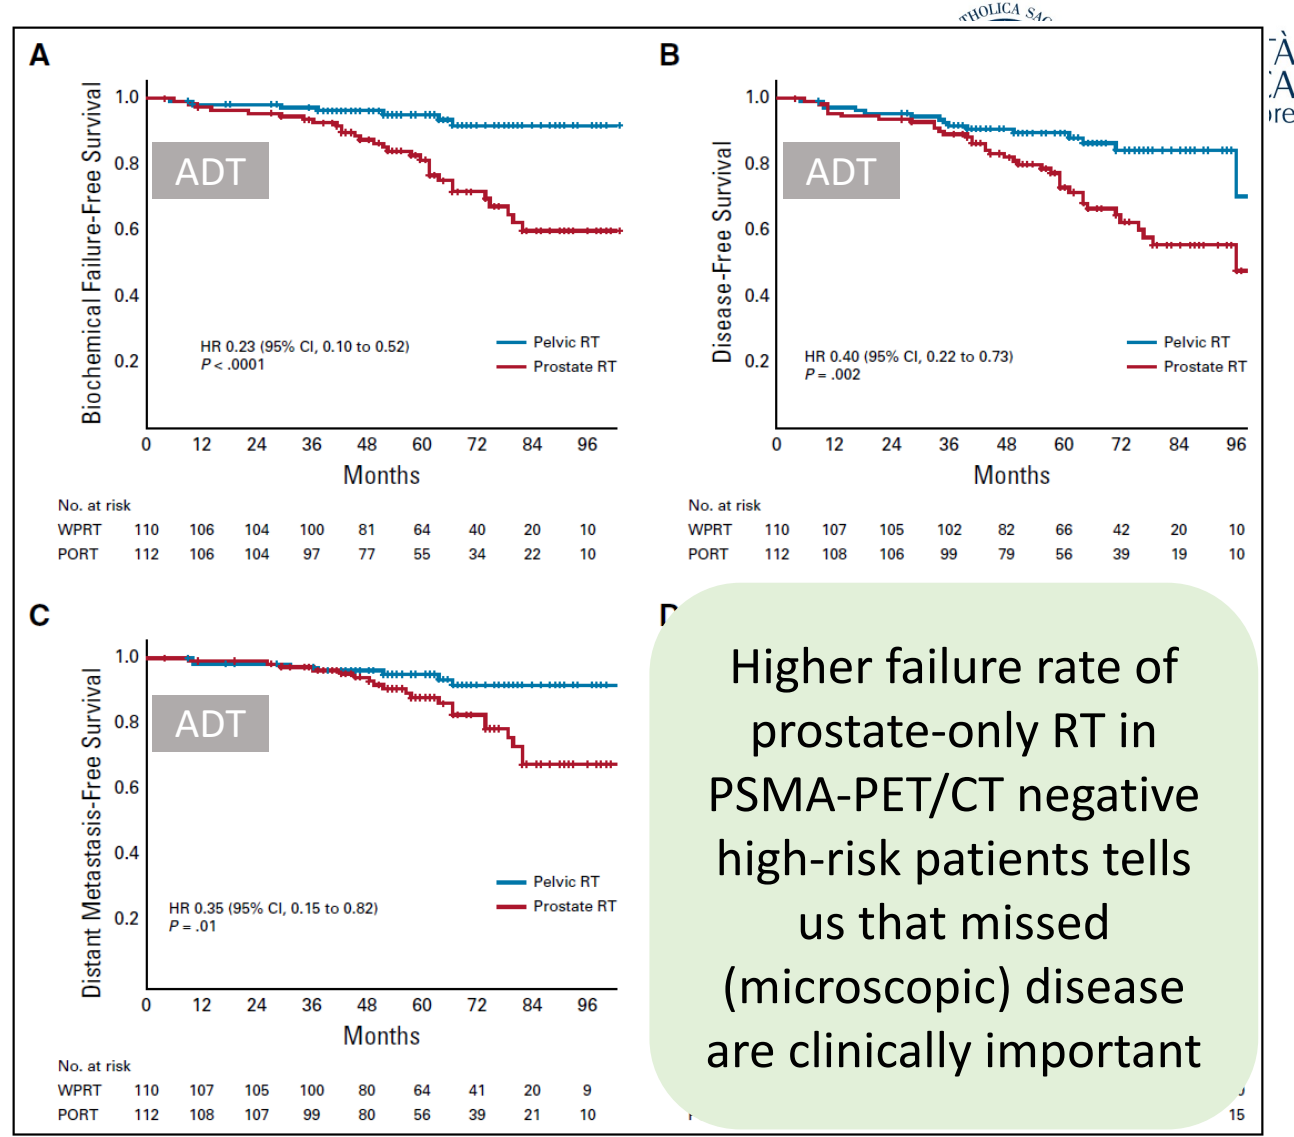 THOLICA SAC
A
1.0
0.8
0.6
0.4
0.2
Biochemical Failure-Free Survival
ADT
HR 0.23 (95% CI, 0.10 to 0.52)
P < .0001
Pelvic RT
Prostate RT
0 12 24 36 48 60 72 84 96
Months
No. at risk
WPRT 110 106 104 100 81 64 40 20 10
PORT 112 106 104 97 77 55 34 22 10
B
1.0
0.8
0.6
0.4
0.2
Disease-Free Survival
ADT
HR 0.40 (95% CI, 0.22 to 0.73)
P = .002
Pelvic RT
Prostate RT
0 12 24 36 48 60 72 84 96
Months
No. at risk
WPRT 110 107 105 102 82 66 42 20 10
PORT 112 108 106 99 79 56 39 19 10
C
1.0
0.8
0.6
0.4
0.2
Distant Metastasis-Free Survival
ADT
HR 0.35 (95% CI, 0.15 to 0.82)
P = .01
Pelvic RT
Prostate RT
0 12 24 36 48 60 72 84 96
Months
No. at risk
WPRT 110 107 105 100 80 64 41 20 9
PORT 112 108 107 99 80 56 39 21 10
Higher failure rate of
prostate-only RT in
PSMA-PET/CT negative
high-risk patients tells
us that missed
(microscopic) disease
are clinically important
15